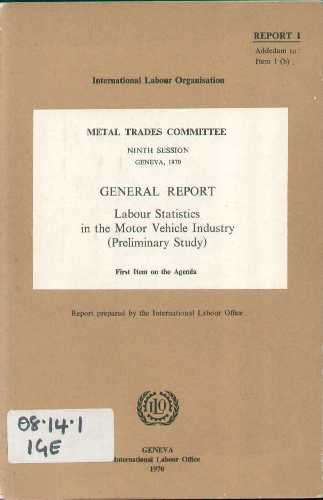 REPORT I
Addedum to:
Item 1 (b).
International Labour Organisation
METAL TRADES COMMITTEE
NINTH SESSION
GENEVA, 1970
GENERAL REPORT
Labour Statistics
in the Motor Vehicle Industry
(Preliminary Study)
First Item on the Agenda
Report prepared by the International Labour Office
ILO
08.14.1
IGE
GENEVA
International Labour Office
1970